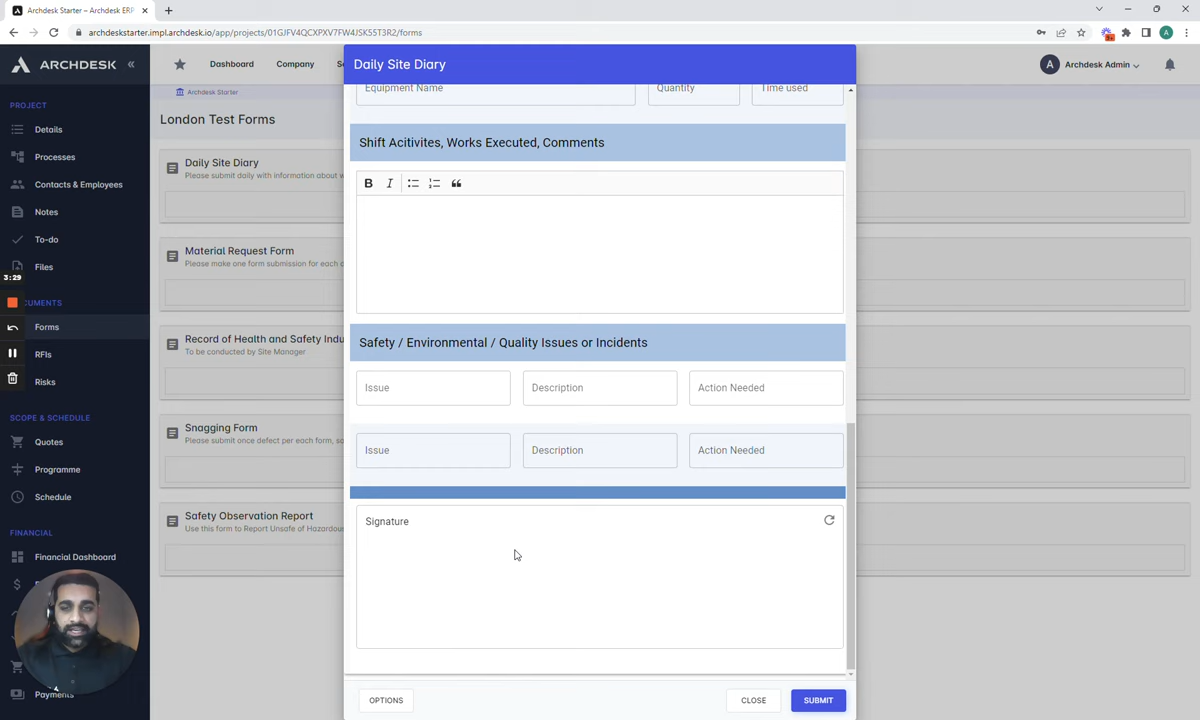 Archdesk Starter – Archdesk ERP
archdeskstarter.impl.archdesk.io/app/projects/01GJFV4QCXPXV7FW4JSK55T3R2/forms
A
ARCHDESK
Dashboard
Company
Daily Site Diary
A
Archdesk Admin
Archdesk Starter
Equipment Name
Quantity
Time used
PROJECT
London Test Forms
Details
Processes
Contacts & Employees
Notes
To-do
Files
3:29
CUMENTS
Forms
RFIs
Risks
SCOPE & SCHEDULE
Quotes
Programme
Schedule
FINANCIAL
Financial Dashboard
Payments
Daily Site Diary
Please submit daily with information about w
Material Request Form
Please make one form submission for each d
Record of Health and Safety Indu
To be conducted by Site Manager
Snagging Form
Please submit once defect per each form, so
Safety Observation Report
Use this form to Report Unsafe of Hazardous
Shift Acitivites, Works Executed, Comments
B I
Safety / Environmental / Quality Issues or Incidents
Issue
Description
Action Needed
Issue
Description
Action Needed
Signature
OPTIONS
CLOSE
SUBMIT